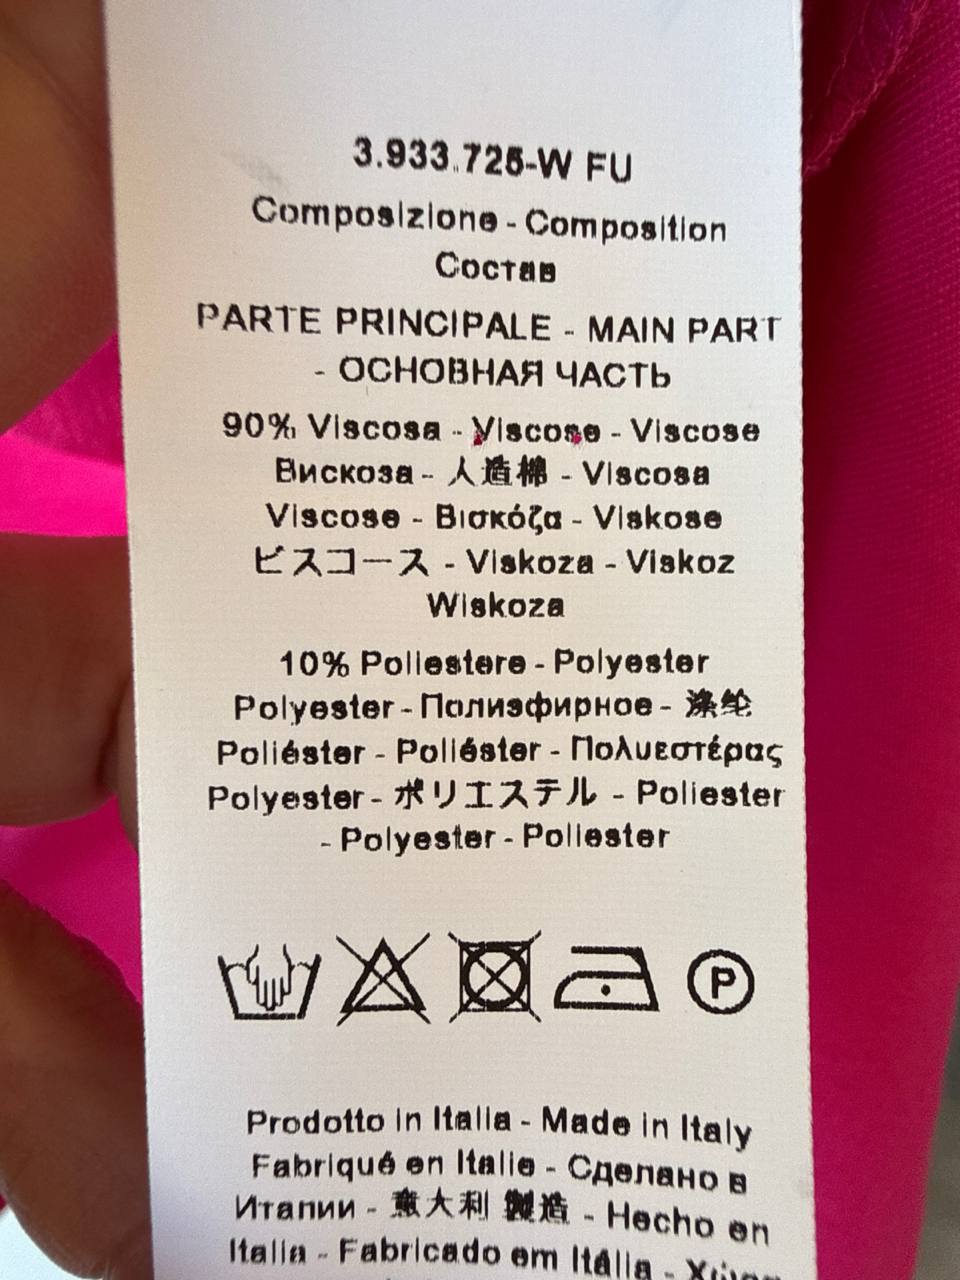 3.933.725-W FU
Composizione - Composition
Состав
PARTE PRINCIPALE - MAIN PART
- ОСНОВНАЯ ЧАСТЬ
90% Viscosa - Viscose - Viscose
Вискоза - 人造棉 - Viscosa
Viscose - Βισκόζα - Viskose
ビスコース - Viskoza - Viskoz
Wiskoza
10% Poliestere - Polyester
Polyester - Полиэфирное - 涤纶
Poliéster - Poliéster - Πολυεστέρας
Polyester - ポリエステル - Poliester
- Polyester - Poliester
P
Prodotto in Italia - Made in Italy
Fabriqué en Italie - Сделано в
Италии - 意大利 製造 - Hecho en
Italia - Fabricado em Itália -